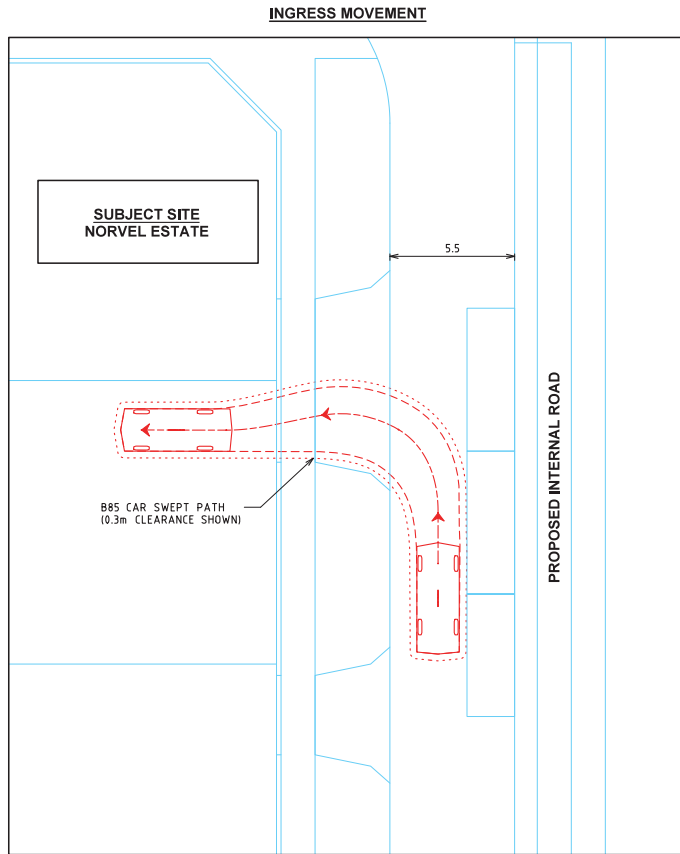 INGRESS MOVEMENT
SUBJECT SITE
NORVEL ESTATE
5.5
PROPOSED INTERNAL ROAD
B85 CAR SWEPT PATH
(0.3m CLEARANCE SHOWN)